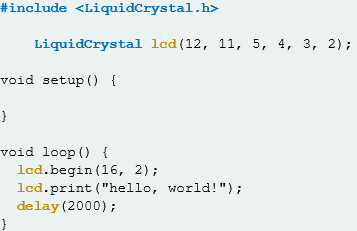 #include <LiquidCrystal.h>
LiquidCrystal lcd(12, 11, 5, 4, 3, 2);
void setup() {
}
void loop() {
lcd.begin(16, 2);
lcd.print("hello, world!");
delay(2000);
}